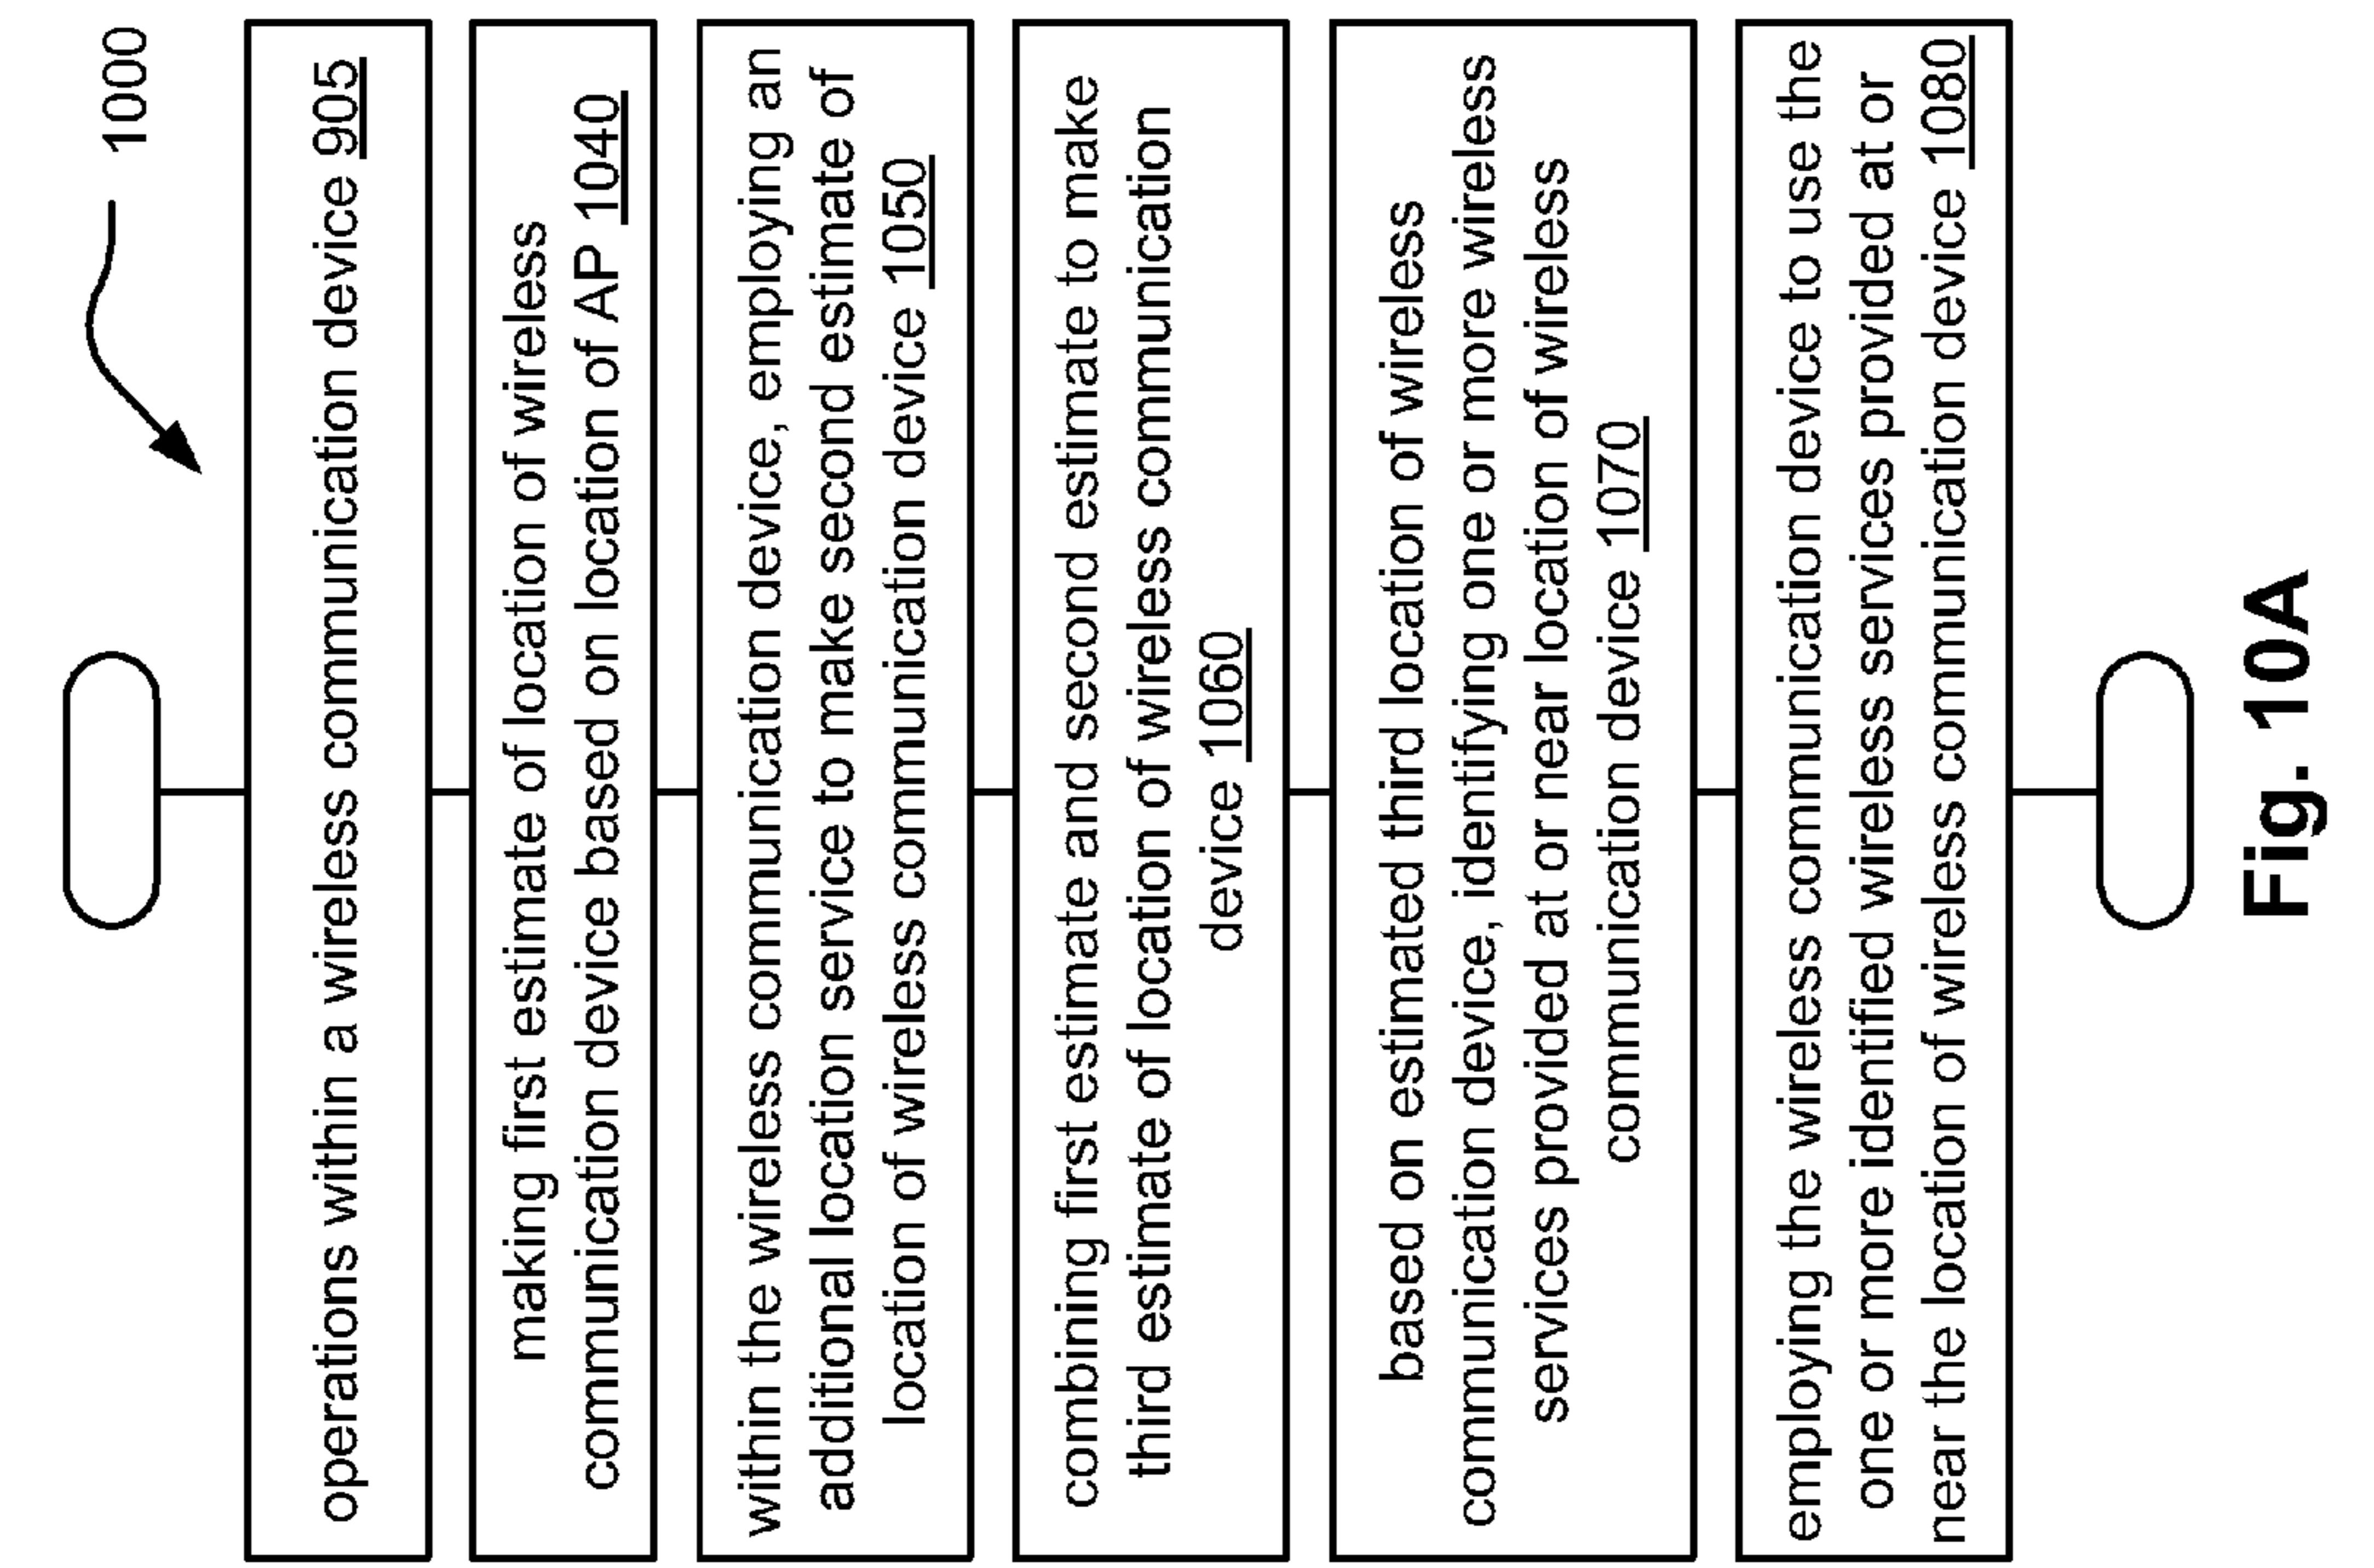 1000
operations within a wireless communication device 905
making first estimate of location of wireless
communication device based on location of AP 1040
within the wireless communication device, employing an
additional location service to make second estimate of
location of wireless communication device 1050
combining first estimate and second estimate to make
third estimate of location of wireless communication
device 1060
based on estimated third location of wireless
communication device, identifying one or more wireless
services provided at or near location of wireless
communication device 1070
employing the wireless communication device to use the
one or more identified wireless services provided at or
near the location of wireless communication device 1080
Fig. 10A